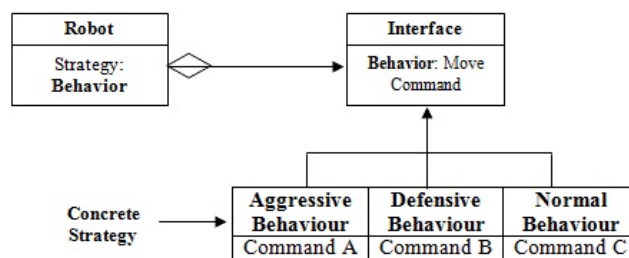 Robot
Strategy:
Behavior
Interface
Behavior: Move
Command
Concrete
Strategy
Aggressive
Behaviour
Command A
Defensive
Behaviour
Command B
Normal
Behaviour
Command C